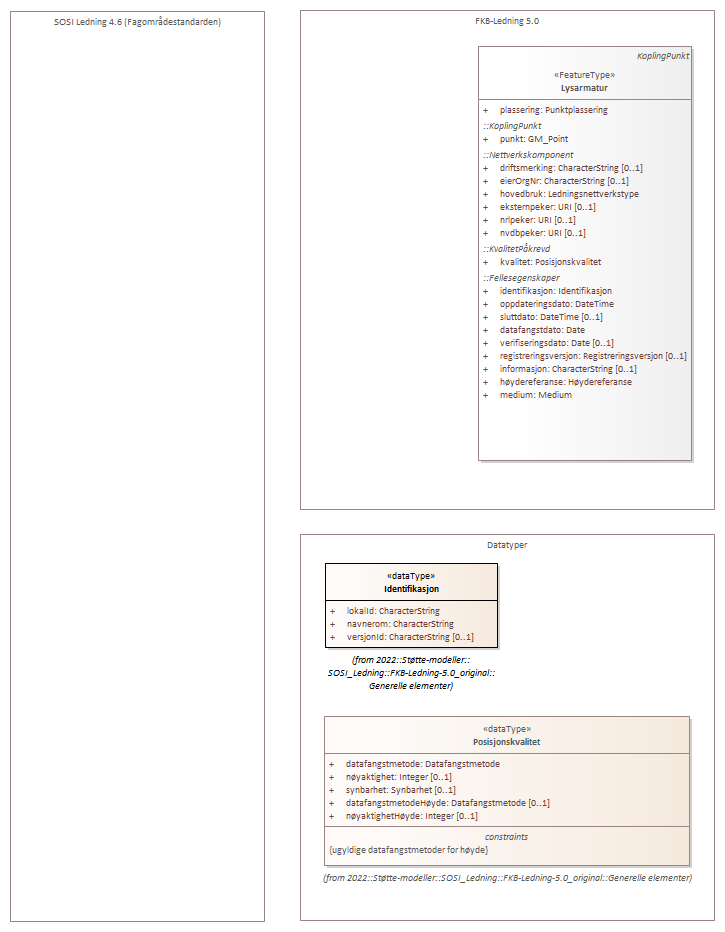 SOSI Ledning 4.6 (Fagområdestandarden)
FKB-Ledning 5.0
KoplingPunkt
«FeatureType»
Lysarmatur
+ plassering: Punktplassering
::KoplingPunkt
+ punkt: GM_Point
::Nettverkskomponent
+ driftsmerking: CharacterString [0..1]
+ eierOrgNr: CharacterString [0..1]
+ hovedbruk: Ledningsnettverkstype
+ eksternpeker: URI [0..1]
+ nrlpeker: URI [0..1]
+ nvdbpeker: URI [0..1]
::KvalitetPåkrevd
+ kvalitet: Posisjonskvalitet
::Fellesegenskaper
+ identifikasjon: Identifikasjon
+ oppdateringsdato: DateTime
+ sluttdato: DateTime [0..1]
+ datafangstdato: Date
+ verifiseringsdato: Date [0..1]
+ registreringsversjon: Registreringsversjon [0..1]
+ informasjon: CharacterString [0..1]
+ høydereferanse: Høydereferanse
+ medium: Medium
Datatyper
«dataType»
Identifikasjon
+ lokalId: CharacterString
+ navnerom: CharacterString
+ versjonId: CharacterString [0..1]
(from 2022::Støtte-modeller::
SOSI_Ledning::FKB-Ledning-5.0_original::
Generelle elementer)
«dataType»
Posisjonskvalitet
+ datafangstmetode: Datafangstmetode
+ nøyaktighet: Integer [0..1]
+ synbarhet: Synbarhet [0..1]
+ datafangstmetodeHøyde: Datafangstmetode [0..1]
+ nøyaktighetHøyde: Integer [0..1]
constraints
{ugyldige datafangstmetoder for høyde}
(from 2022::Støtte-modeller::SOSI_Ledning::FKB-Ledning-5.0_original::Generelle elementer)